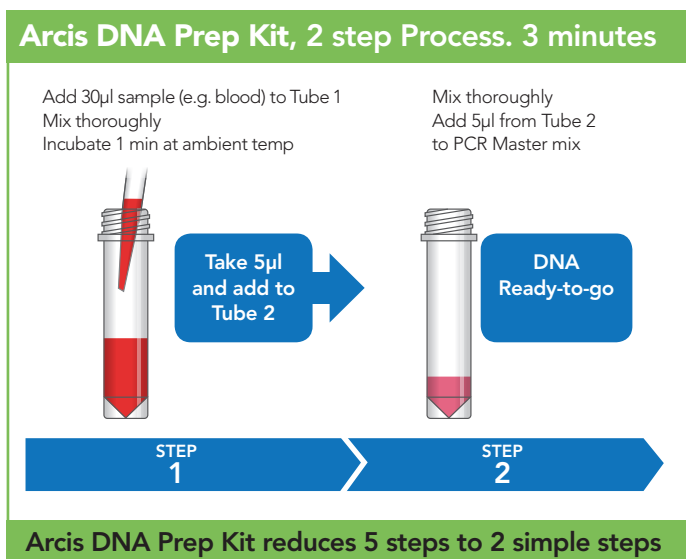 Arcis DNA Prep Kit, 2 step Process. 3 minutes
Add 30µl sample (e.g. blood) to Tube 1
Mix thoroughly
Incubate 1 min at ambient temp
Mix thoroughly
Add 5µl from Tube 2
to PCR Master mix
Take 5µl
and add to
Tube 2
DNA
Ready-to-go
STEP
1
STEP
2
Arcis DNA Prep Kit reduces 5 steps to 2 simple steps